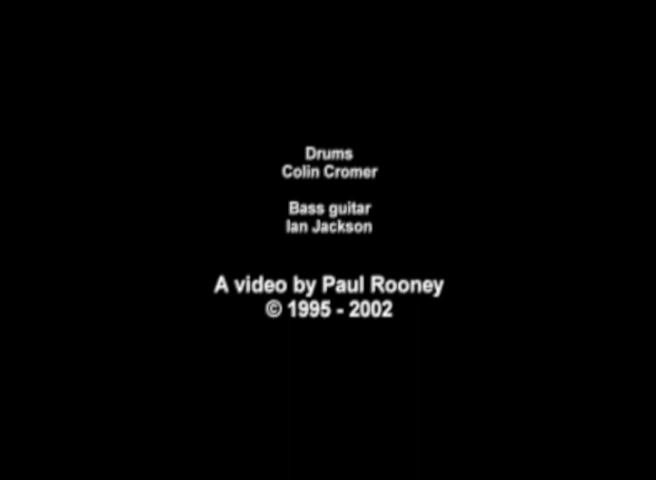 Drums
Colin Cromer
Bass guitar
Ian Jackson
A video by Paul Rooney
© 1995 - 2002